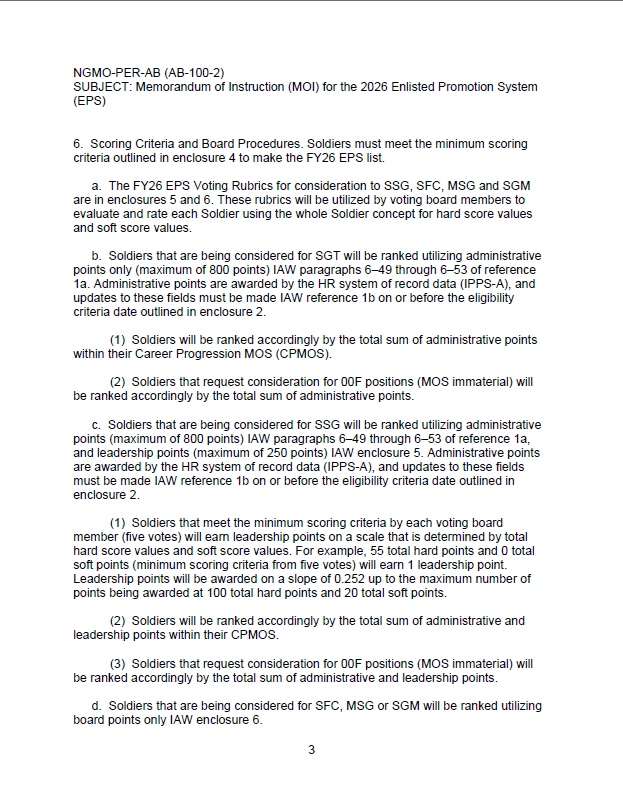 NGMO-PER-AB (AB-100-2)
SUBJECT: Memorandum of Instruction (MOI) for the 2026 Enlisted Promotion System
(EPS)
6. Scoring Criteria and Board Procedures. Soldiers must meet the minimum scoring
criteria outlined in enclosure 4 to make the FY26 EPS list.
a. The FY26 EPS Voting Rubrics for consideration to SSG, SFC, MSG and SGM
are in enclosures 5 and 6. These rubrics will be utilized by voting board members to
evaluate and rate each Soldier using the whole Soldier concept for hard score values
and soft score values.
b. Soldiers that are being considered for SGT will be ranked utilizing administrative
points only (maximum of 800 points) IAW paragraphs 6–49 through 6–53 of reference
1a. Administrative points are awarded by the HR system of record data (IPPS-A), and
updates to these fields must be made IAW reference 1b on or before the eligibility
criteria date outlined in enclosure 2.
(1) Soldiers will be ranked accordingly by the total sum of administrative points
within their Career Progression MOS (CPMOS).
(2) Soldiers that request consideration for 00F positions (MOS immaterial) will
be ranked accordingly by the total sum of administrative points.
c. Soldiers that are being considered for SSG will be ranked utilizing administrative
points (maximum of 800 points) IAW paragraphs 6–49 through 6–53 of reference 1a,
and leadership points (maximum of 250 points) IAW enclosure 5. Administrative points
are awarded by the HR system of record data (IPPS-A), and updates to these fields
must be made IAW reference 1b on or before the eligibility criteria date outlined in
enclosure 2.
(1) Soldiers that meet the minimum scoring criteria by each voting board
member (five votes) will earn leadership points on a scale that is determined by total
hard score values and soft score values. For example, 55 total hard points and 0 total
soft points (minimum scoring criteria from five votes) will earn 1 leadership point.
Leadership points will be awarded on a slope of 0.252 up to the maximum number of
points being awarded at 100 total hard points and 20 total soft points.
(2) Soldiers will be ranked accordingly by the total sum of administrative and
leadership points within their CPMOS.
(3) Soldiers that request consideration for 00F positions (MOS immaterial) will
be ranked accordingly by the total sum of administrative and leadership points.
d. Soldiers that are being considered for SFC, MSG or SGM will be ranked utilizing
board points only IAW enclosure 6.
3